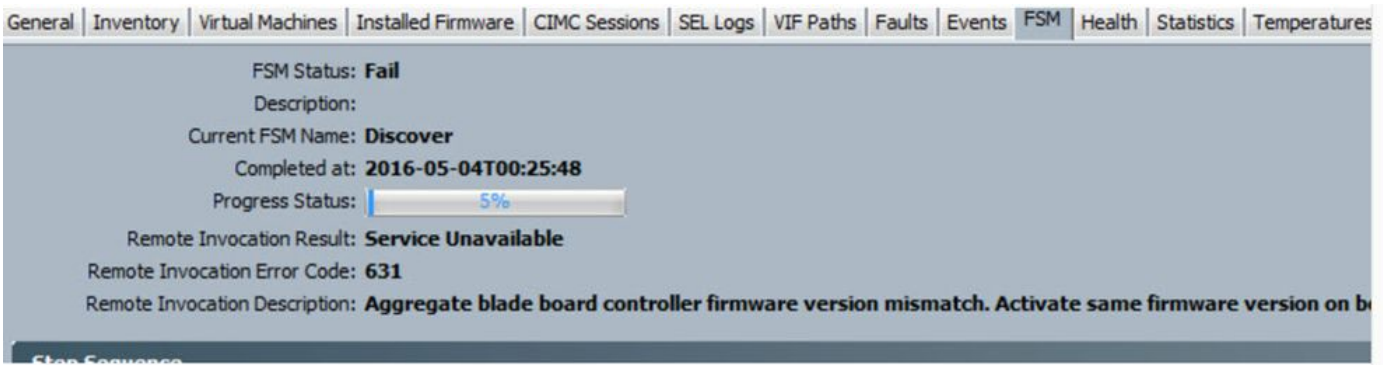 General Inventory Virtual Machines Installed Firmware CIMC Sessions SEL Logs VIF Paths Faults Events FSM Health Statistics Temperatures
FSM Status: Fail
Description:
Current FSM Name: Discover
Completed at: 2016-05-04T00:25:48
Progress Status: 5%
Remote Invocation Result: Service Unavailable
Remote Invocation Error Code: 631
Remote Invocation Description: Aggregate blade board controller firmware version mismatch. Activate same firmware version on
Step Sequence